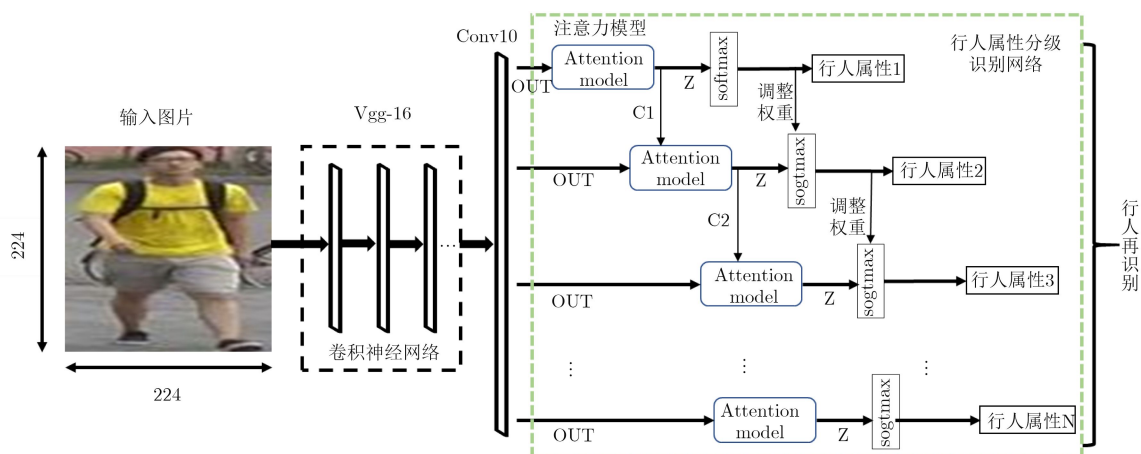 Conv10
注意力模型
行人属性分级
识别网络
OUT
Attention
model
Z
softmax
行人属性1
输入图片
Vgg-16
C1
调整
权重
OUT
Attention
model
Z
sogtmax
行人属性2
224
C2
调整
权重
行人再识别
...
OUT
Attention
model
Z
sogtmax
行人属性3
卷积神经网络
...
...
...
224
OUT
Attention
model
Z
sogtmax
行人属性N